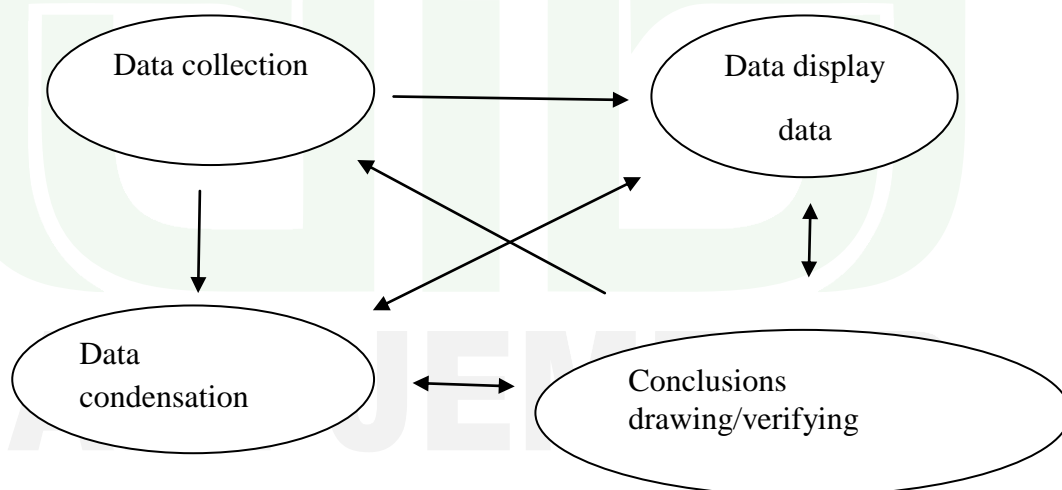 Data collection
Data display
data
Data
condensation
Conclusions
drawing/verifying